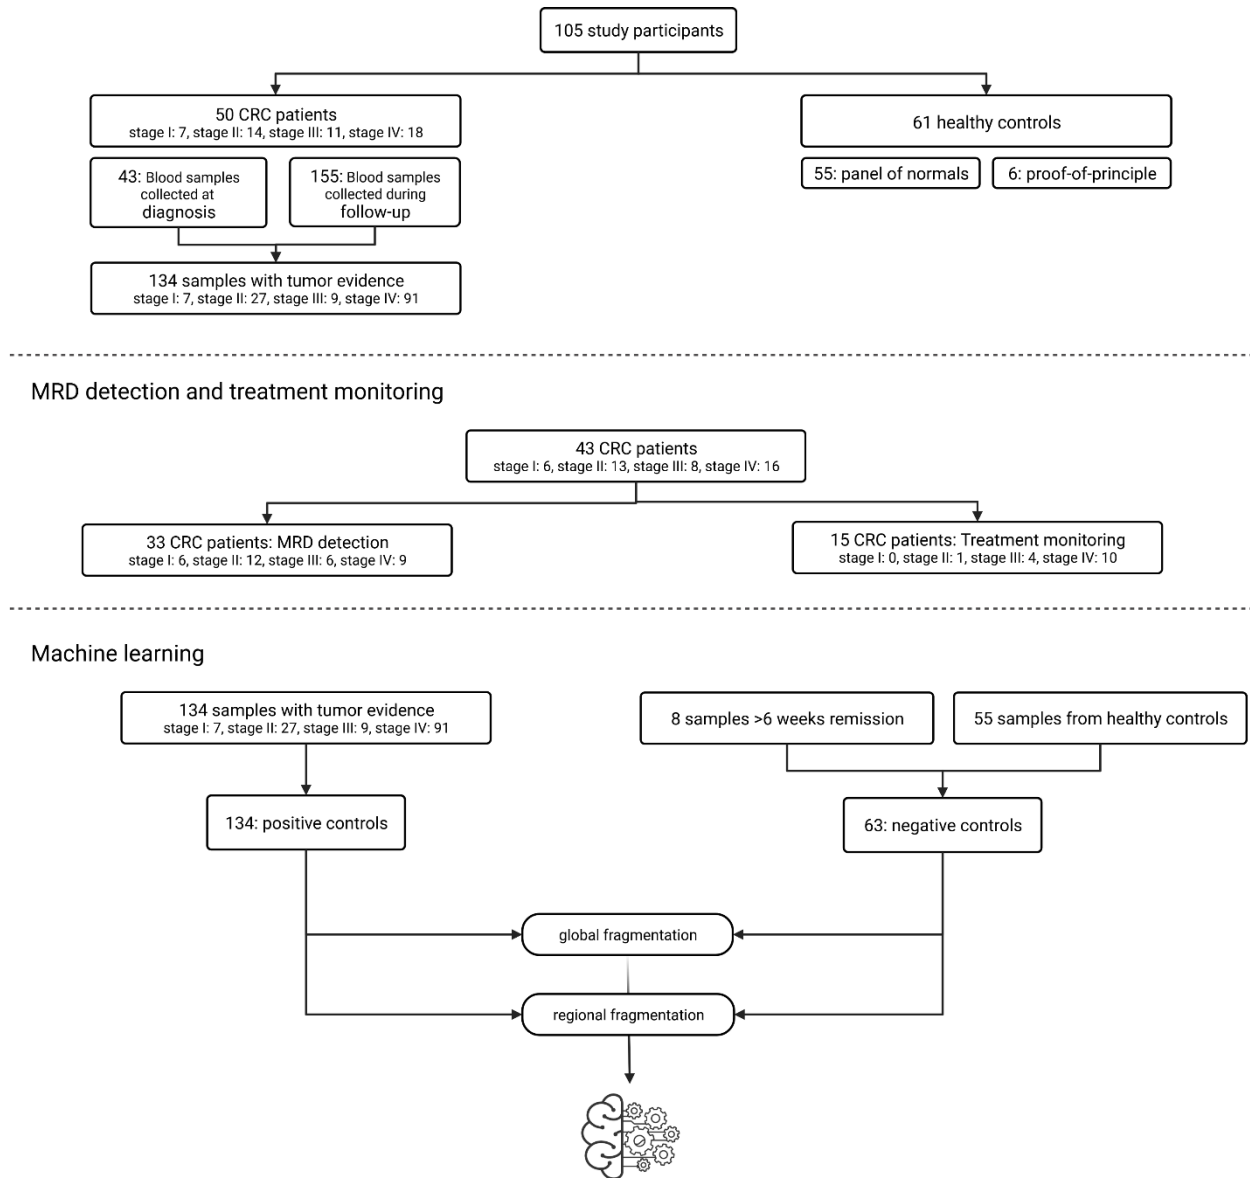 105 study participants
50 CRC patients
stage I: 7, stage II: 14, stage III: 11, stage IV: 18
61 healthy controls
43: Blood samples
collected at
diagnosis
155: Blood samples
collected during
follow-up
55: panel of normals
6: proof-of-principle
134 samples with tumor evidence
stage I: 7, stage II: 27, stage III: 9, stage IV: 91
MRD detection and treatment monitoring
43 CRC patients
stage I: 6, stage II: 13, stage III: 8, stage IV: 16
33 CRC patients: MRD detection
stage I: 6, stage II: 12, stage III: 6, stage IV: 9
15 CRC patients: Treatment monitoring
stage I: 0, stage II: 1, stage III: 4, stage IV: 10
Machine learning
134 samples with tumor evidence
stage I: 7, stage II: 27, stage III: 9, stage IV: 91
8 samples >6 weeks remission
55 samples from healthy controls
134: positive controls
63: negative controls
global fragmentation
regional fragmentation